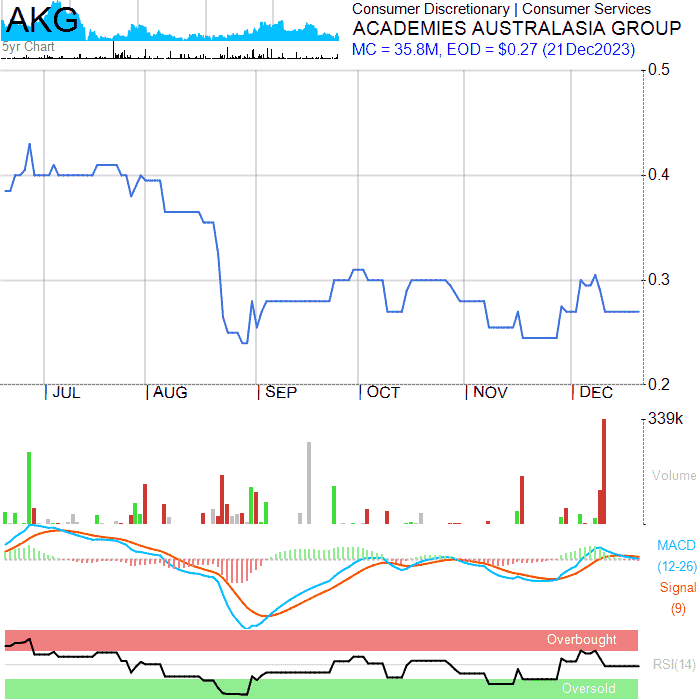 AKG
5yr Chart
Consumer Discretionary | Consumer Services
ACADEMIES AUSTRALASIA GROUP
MC = 35.8M, EOD = $0.27 (21Dec2023)
0.5
0.4
0.3
0.2
JUL AUG SEP OCT NOV DEC
339k
Volume
MACD
(12-26)
Signal
(9)
Overbought
RSI(14)
Oversold